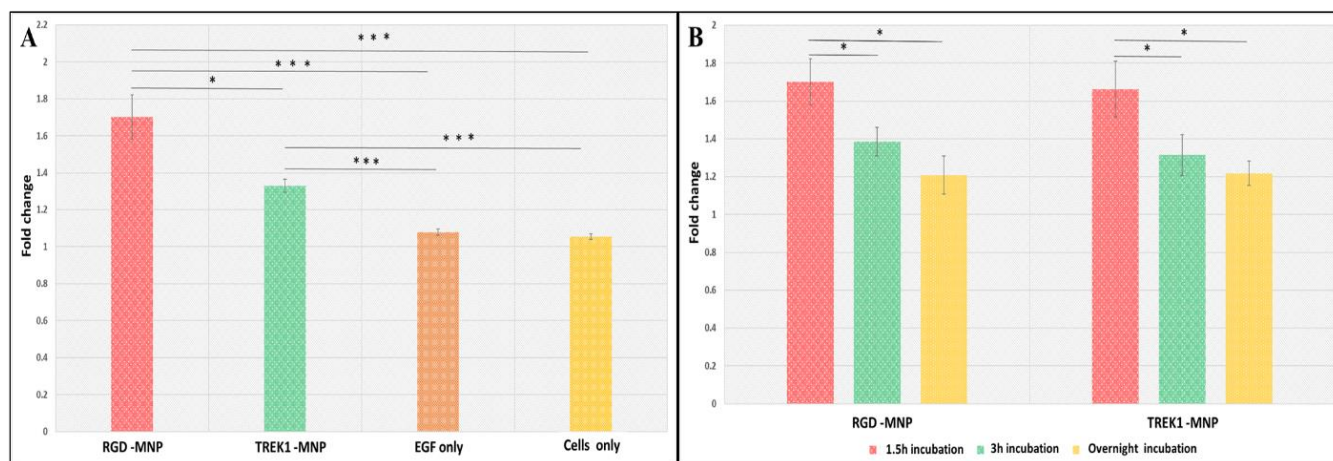 A
Fold change
2.2
2
1.8
1.6
1.4
1.2
1
0.8
0.6
0.4
0.2
0
* * *
* * *
*
* * *
***
RGD -MNP TREK1 -MNP EGF only Cells only
B
Fold change
2
1.8
1.6
1.4
1.2
1
0.8
0.6
0.4
0.2
0
* *
* *
RGD -MNP TREK1 -MNP
1.5h incubation 3h incubation Overnight incubation